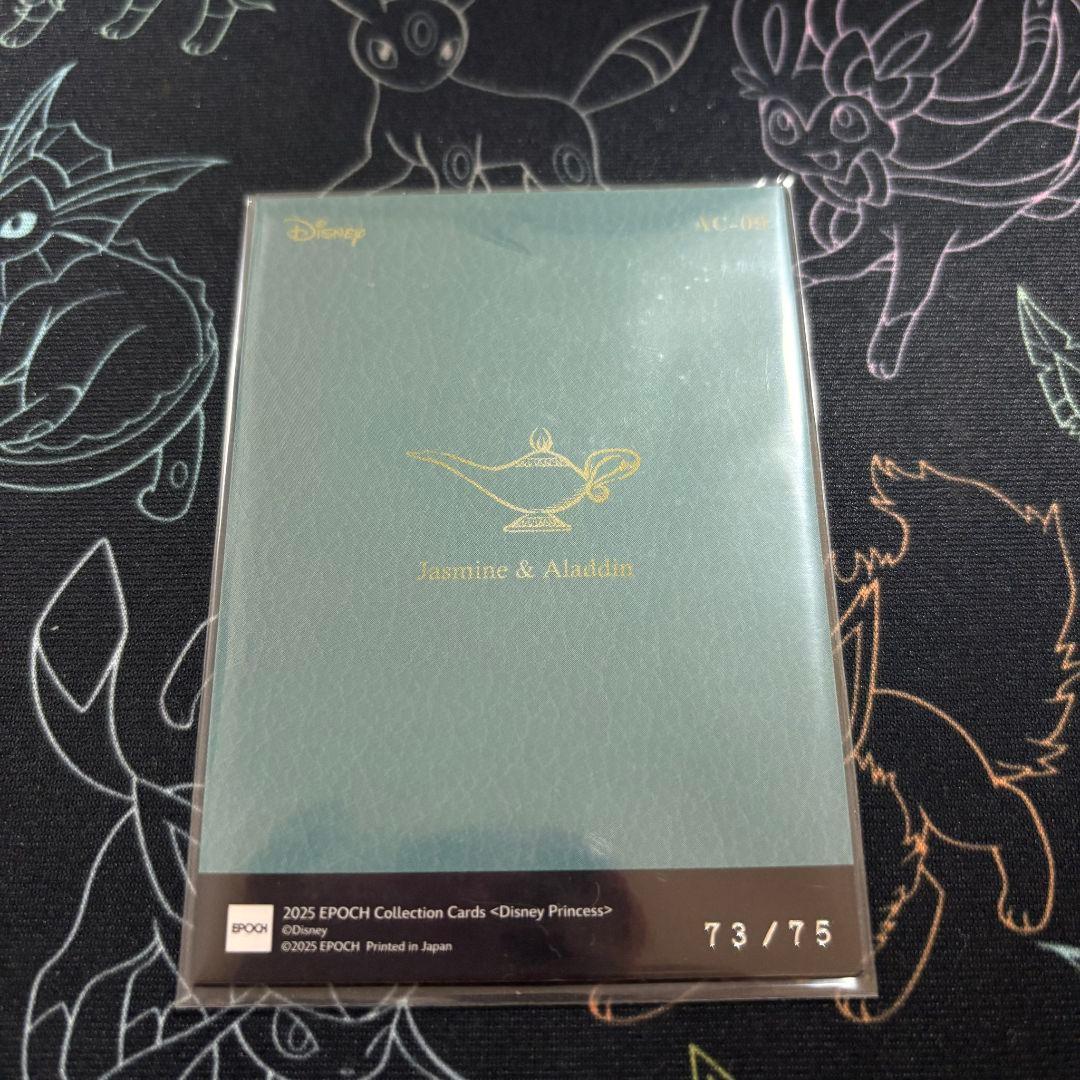 Disney
AC-09
Jasmine & Aladdin
EPOCH
2025 EPOCH Collection Cards <Disney Princess>
©Disney
©2025 EPOCH Printed in Japan
73/75